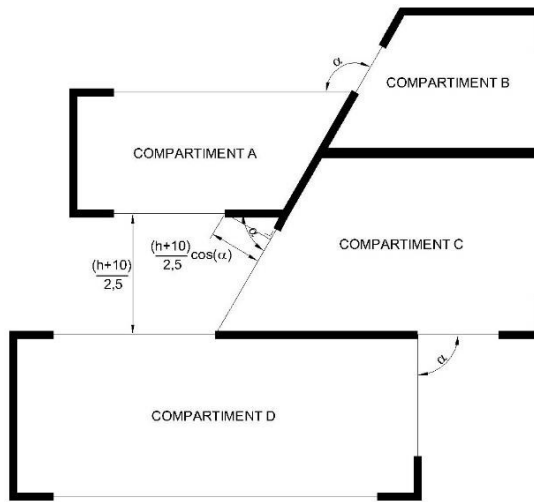 α
COMPARTIMENT B
COMPARTIMENT A
α
(h+10)
2,5
cos(α)
(h+10)
2,5
COMPARTIMENT C
α
COMPARTIMENT D